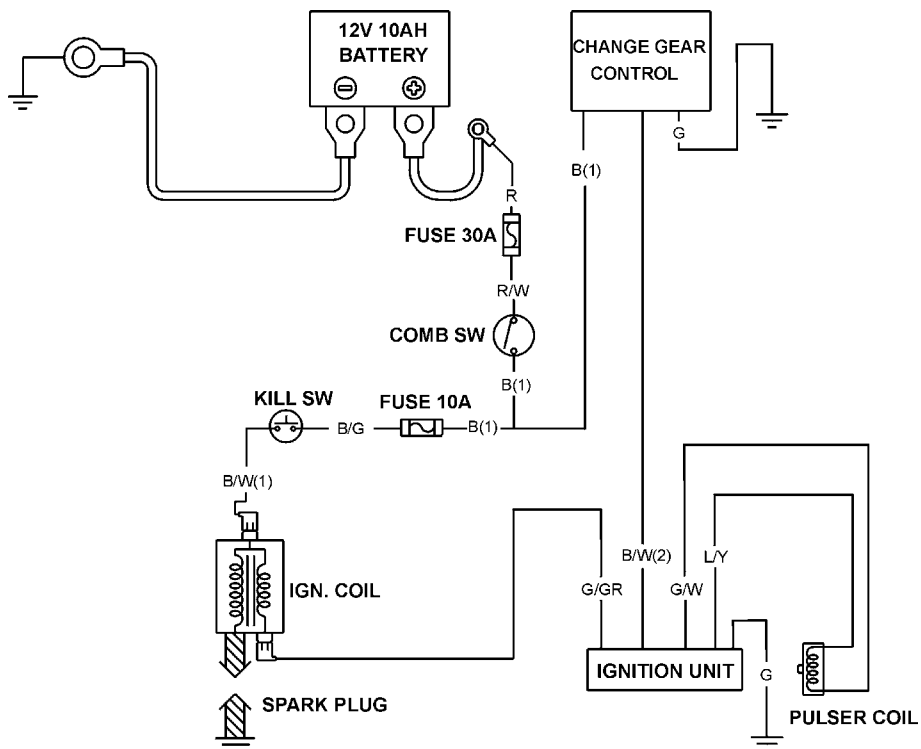 12V 10AH
BATTERY
CHANGE GEAR
CONTROL
G
B(1)
R
FUSE 30A
R/W
COMB SW
B(1)
KILL SW
FUSE 10A
B/G
B(1)
B/W(1)
B/W(2)
L/Y
G/GR
G/W
IGN. COIL
IGNITION UNIT
G
SPARK PLUG
PULSER COIL